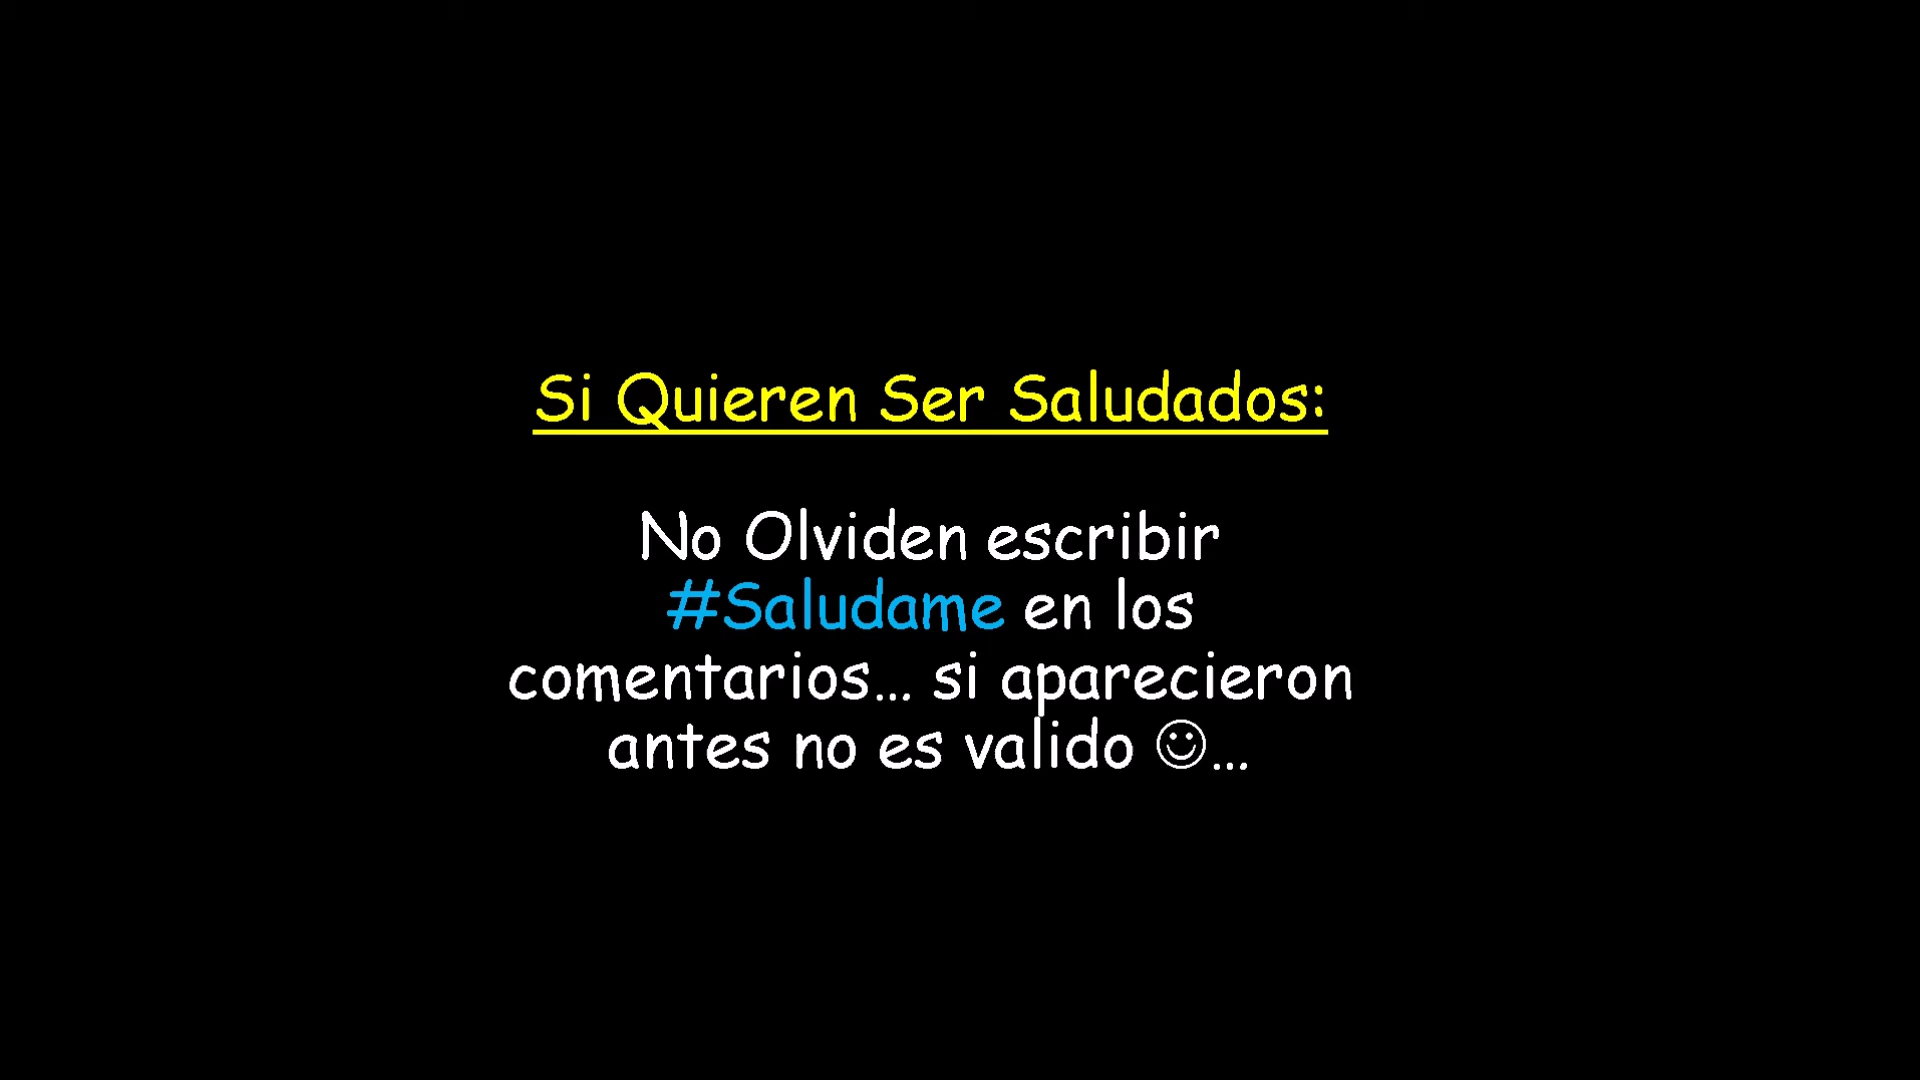 Si Quieren Ser Saludados:
No Olviden escribir
#Saludame en los
comentarios... si aparecieron
antes no es valido ☺...